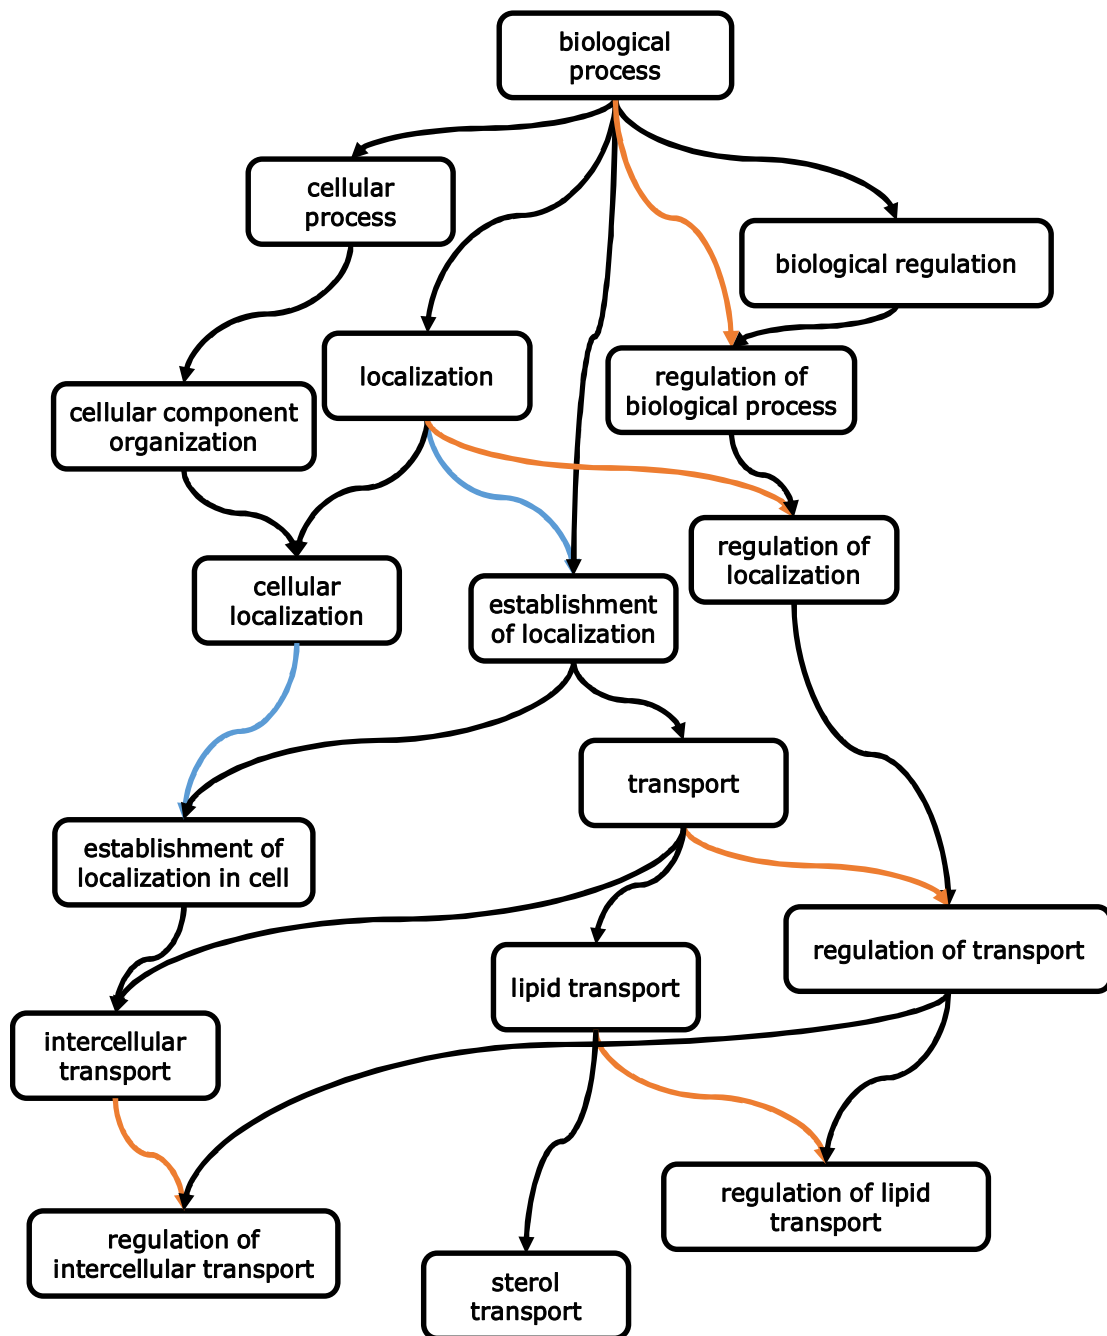 biological
process
cellular
process
biological regulation
localization
regulation of
biological process
cellular component
organization
regulation of
localization
cellular
localization
establishment
of localization
transport
establishment of
localization in cell
regulation of transport
lipid transport
intercellular
transport
regulation of lipid
transport
regulation of
intercellular transport
sterol
transport